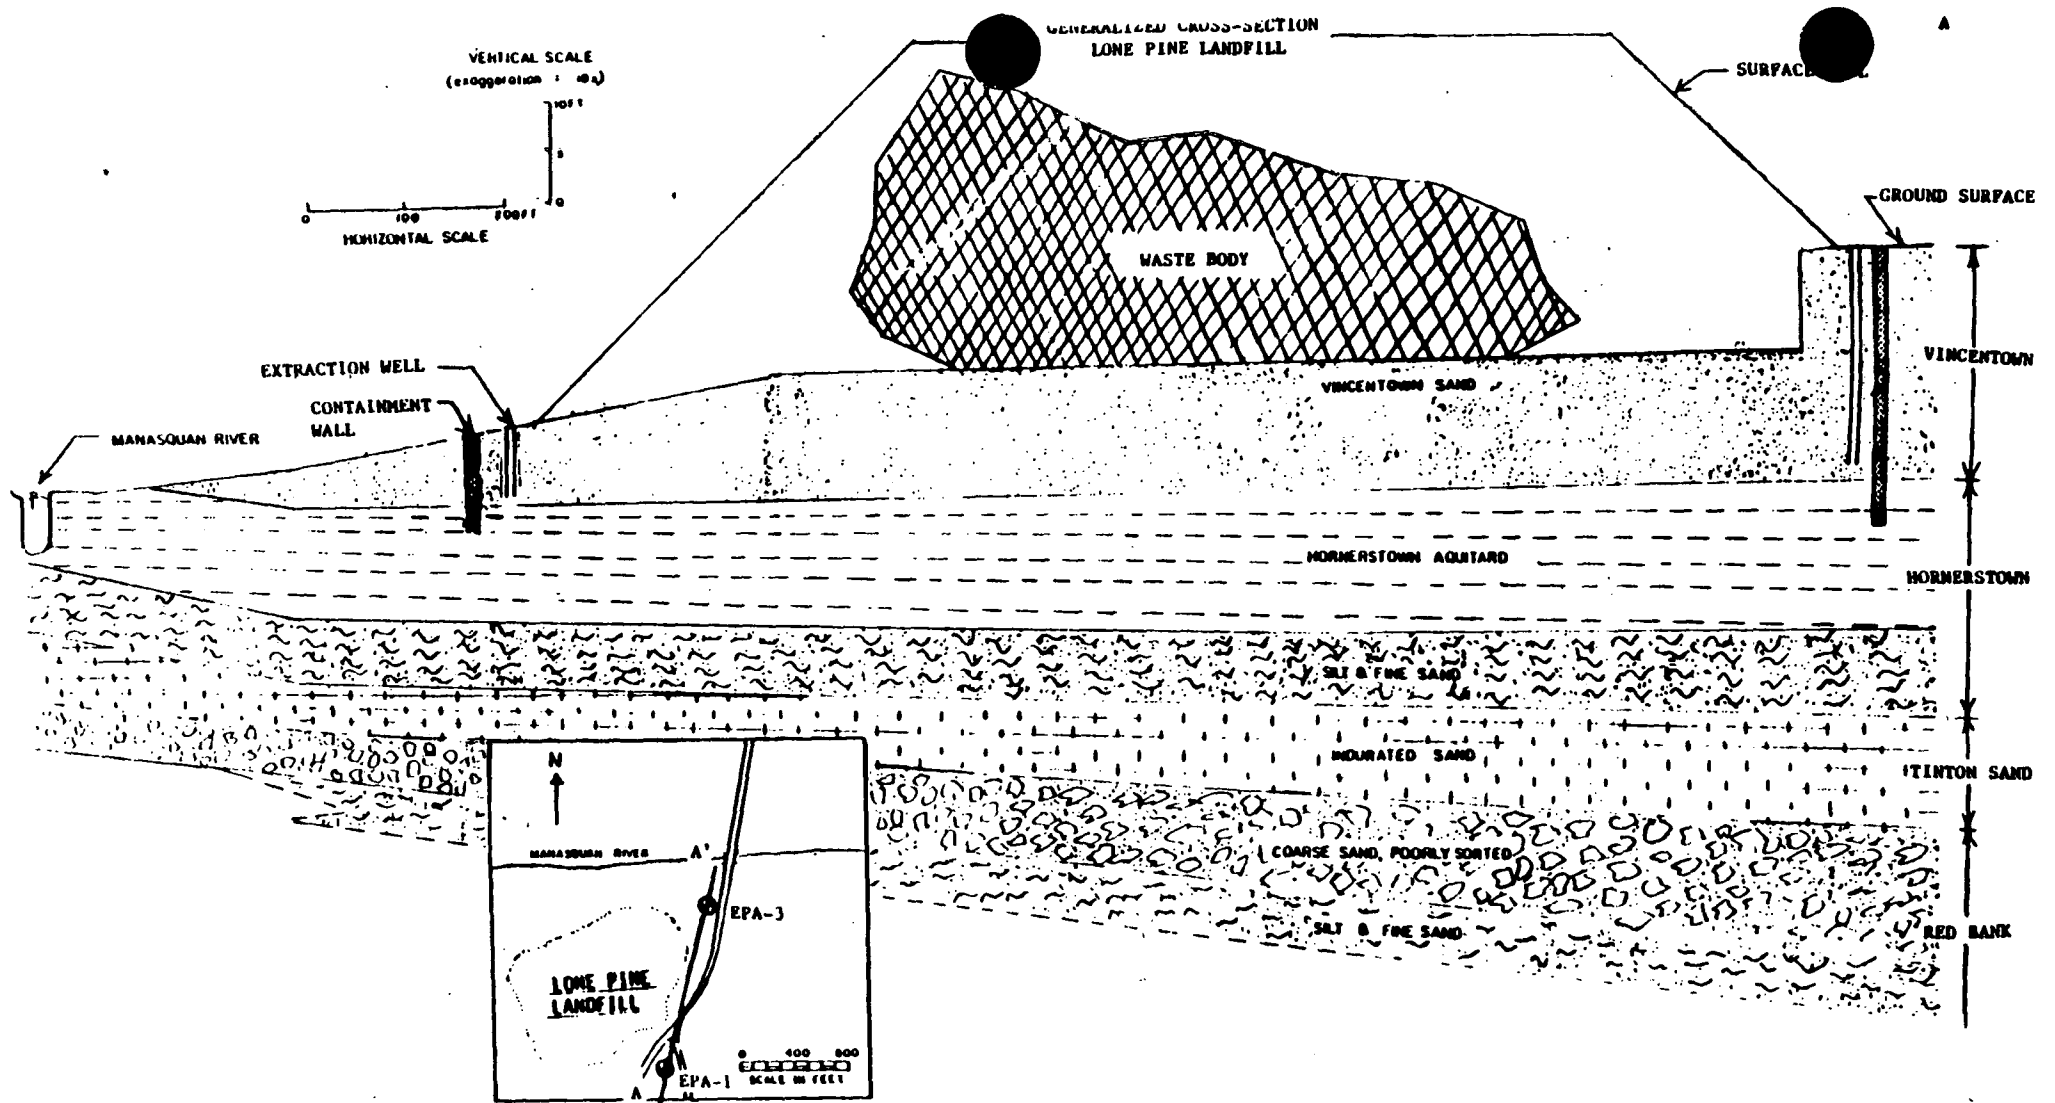 GENERALIZED CROSS-SECTION
LONE PINE LANDFILL
A
VERTICAL SCALE
(exaggeration : 10x)
10FT
5
0
0 100 200FT
HORIZONTAL SCALE
SURFACE
GROUND SURFACE
WASTE BODY
EXTRACTION WELL
CONTAINMENT
WALL
MANASQUAN RIVER
VINCENTOWN
VINCENTOWN SAND
HORNERSTOWN AQUITARD
HORNERSTOWN
SILT & FINE SAND
INDURATED SAND
TINTON SAND
COARSE SAND, POORLY SORTED
SILT & FINE SAND
RED BANK
N
MANASQUAN RIVER
A'
EPA-3
LONE PINE
LANDFILL
0 400 800
SCALE IN FEET
EPA-1
A